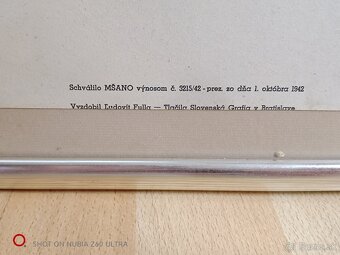 Schválilo MŠANO výnosom č. 3215/42 - prez. zo dňa 1. októbra 1942
Vyzdobil Ľudovít Fulla — Tlačila Slovenská Grafia v Bratislave
SHOT ON NUBIA Z60 ULTRA